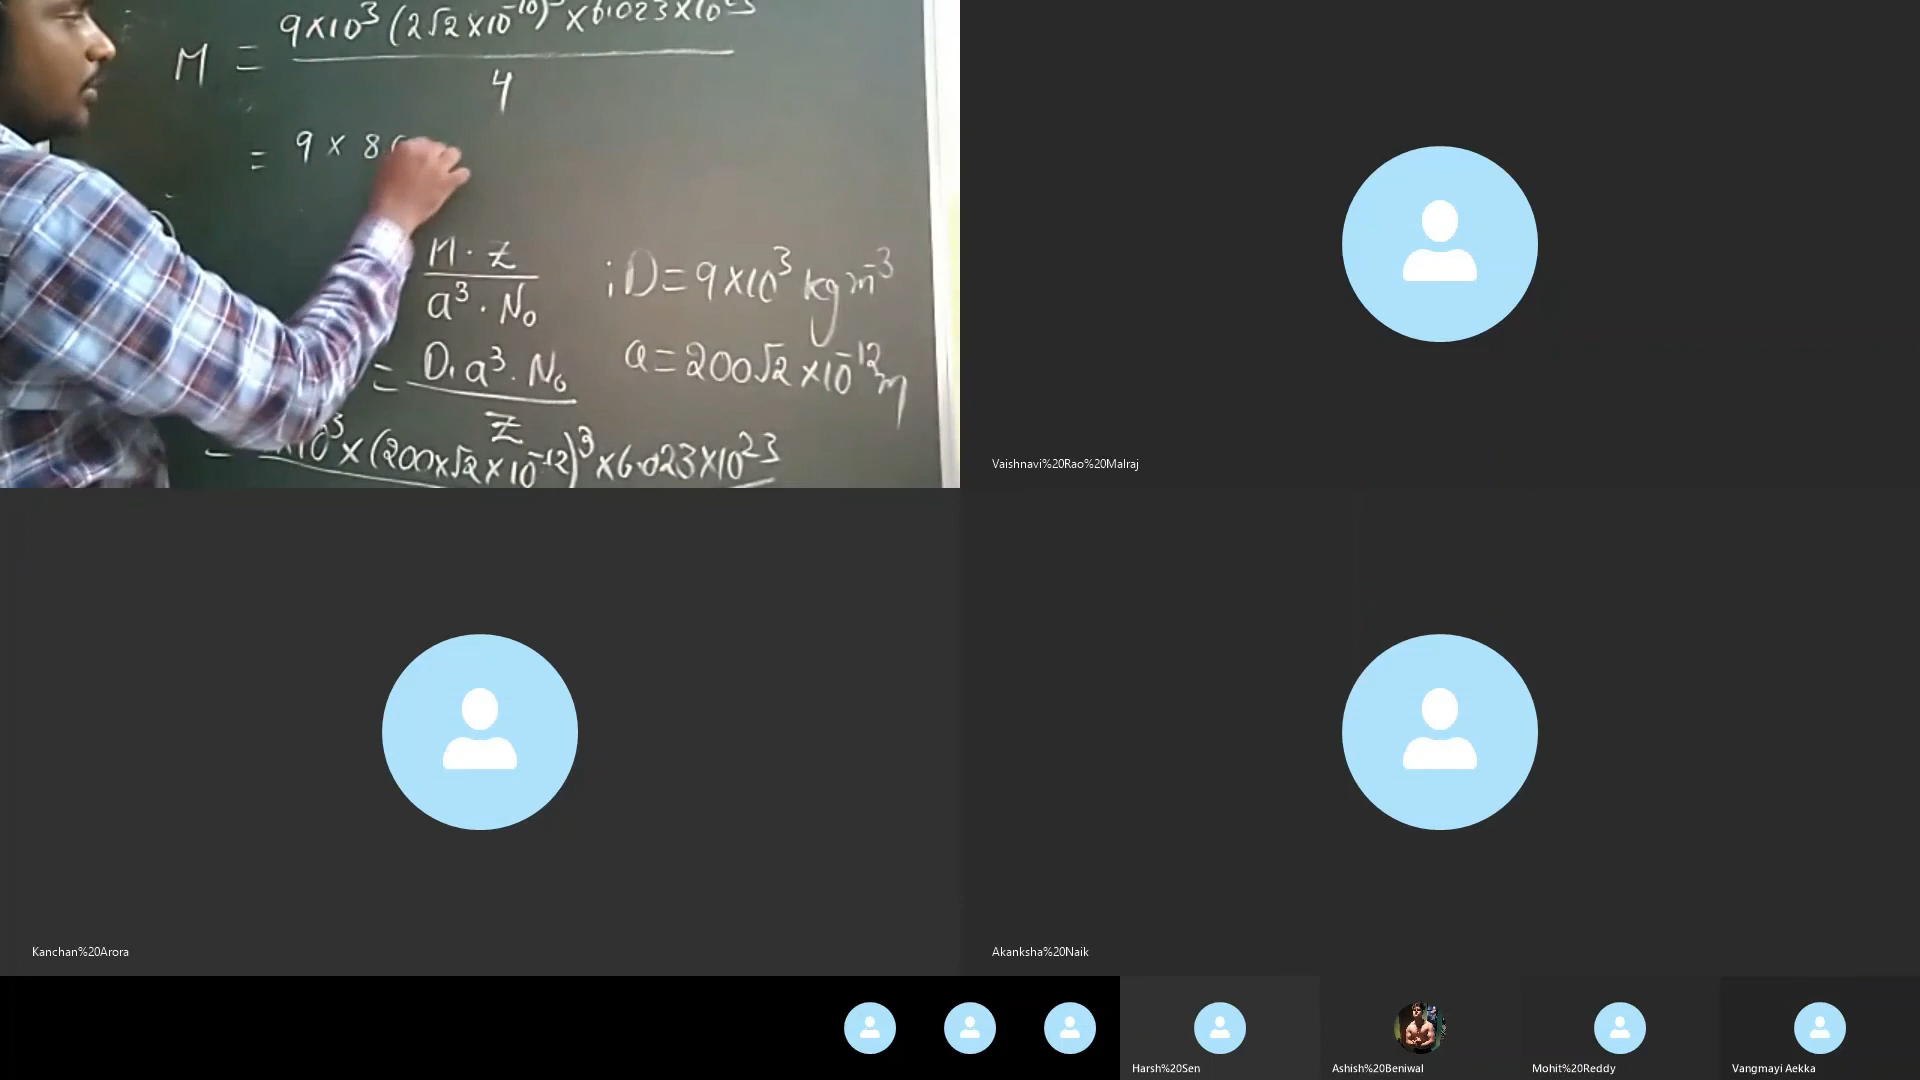 9×10³ (2√2×10⁻¹⁰) ×6.023×10²³
M =
4
= 9 × 8
M · Z
a³ · N₀
; D = 9×10³ kg m⁻³
= D. a³. N₀
Z
a = 200√2 ×10⁻¹² m
= ×10³ × (200×√2 ×10⁻¹²)³ ×6.023×10²³
Vaishnavi%20Rao%20Malraj
Kanchan%20Arora
Akanksha%20Naik
Harsh%20Sen
Ashish%20Beniwal
Mohit%20Reddy
Vangmayi Aekka